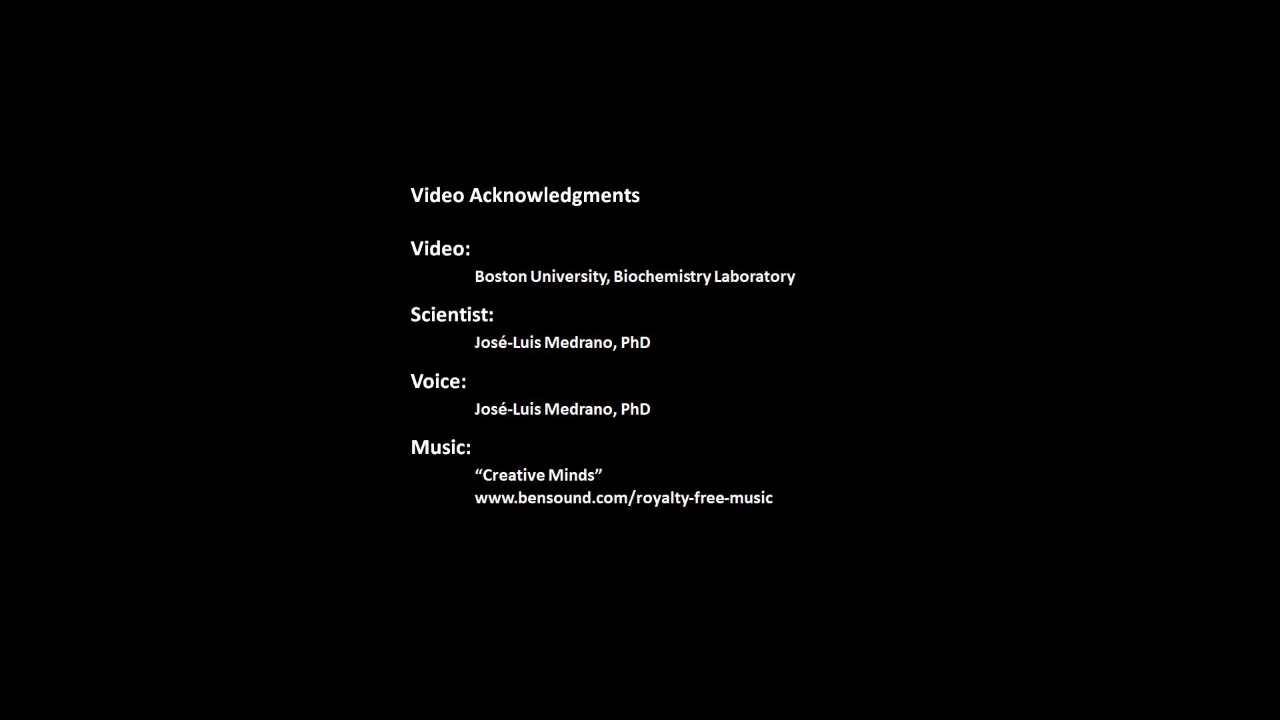 Video Acknowledgments
Video:
Boston University, Biochemistry Laboratory
Scientist:
José-Luis Medrano, PhD
Voice:
José-Luis Medrano, PhD
Music:
“Creative Minds”
www.bensound.com/royalty-free-music